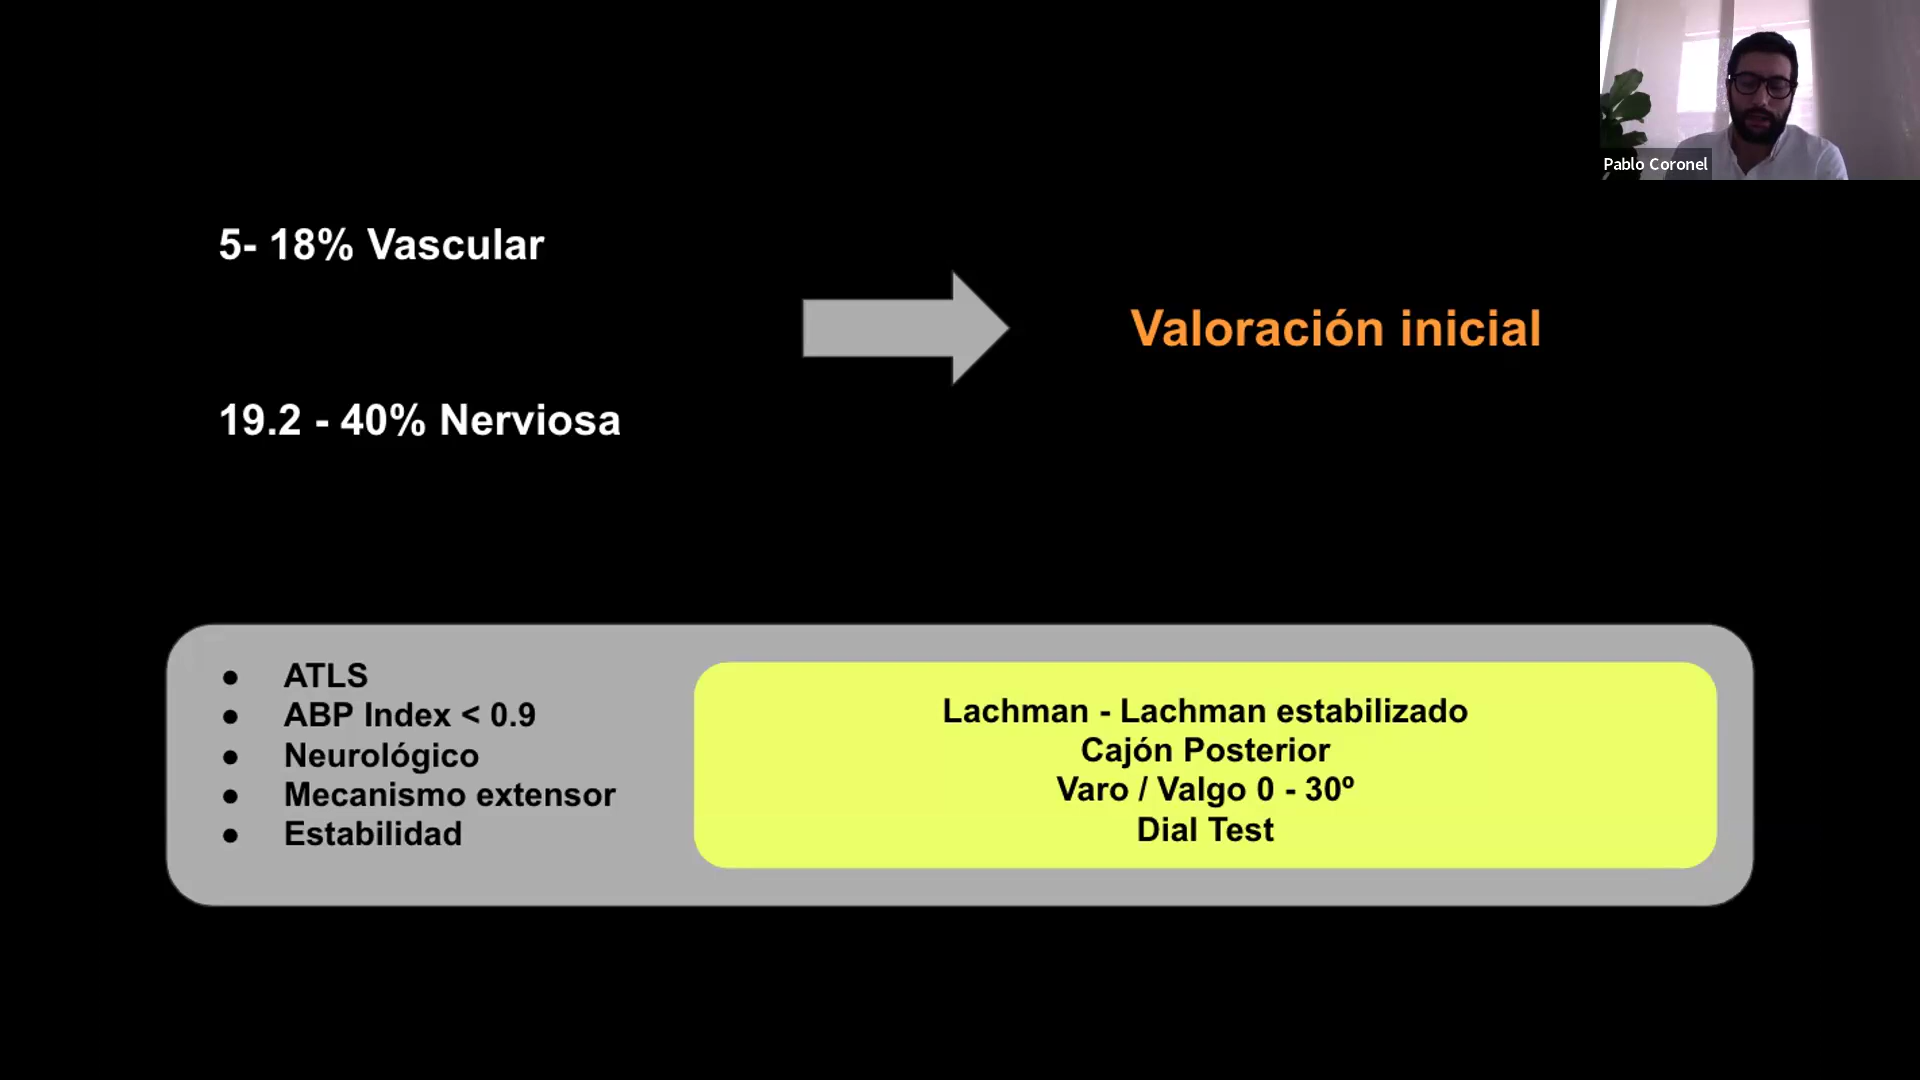 Pablo Coronel
5- 18% Vascular
Valoración inicial
19.2 - 40% Nerviosa
● ATLS
● ABP Index < 0.9
● Neurológico
● Mecanismo extensor
● Estabilidad
Lachman - Lachman estabilizado
Cajón Posterior
Varo / Valgo 0 - 30º
Dial Test